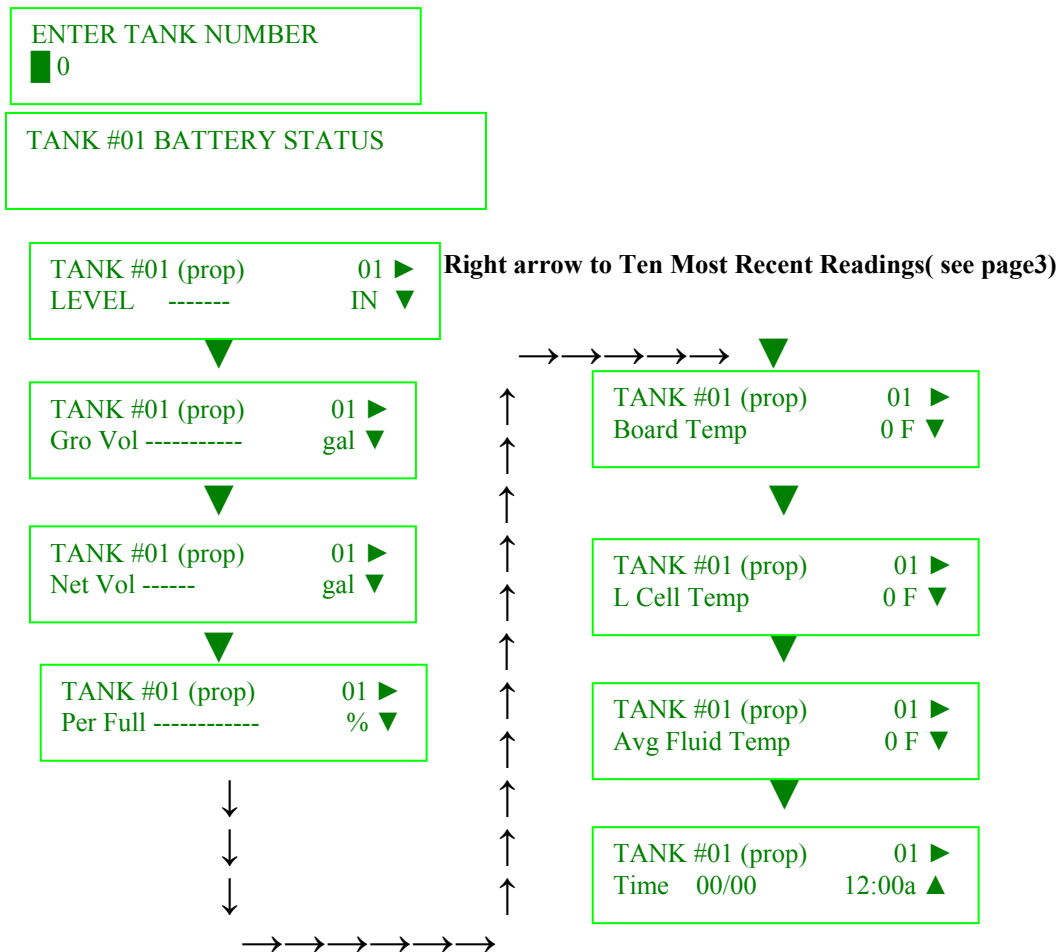 ENTER TANK NUMBER
█ 0
TANK #01 BATTERY STATUS
TANK #01 (prop) 01 ►
LEVEL ------- IN ▼
Right arrow to Ten Most Recent Readings( see page3)
▼
TANK #01 (prop) 01 ►
Gro Vol ----------- gal ▼
▼
TANK #01 (prop) 01 ►
Net Vol ------ gal ▼
▼
TANK #01 (prop) 01 ►
Per Full ------------ % ▼
↓
↓
↓
→→→→→→
↑
↑
↑
↑
↑
↑
↑
↑
↑
↑
↑
→→→→→ ▼
TANK #01 (prop) 01 ►
Board Temp 0 F ▼
▼
TANK #01 (prop) 01 ►
L Cell Temp 0 F ▼
▼
TANK #01 (prop) 01 ►
Avg Fluid Temp 0 F ▼
▼
TANK #01 (prop) 01 ►
Time 00/00 12:00a ▲